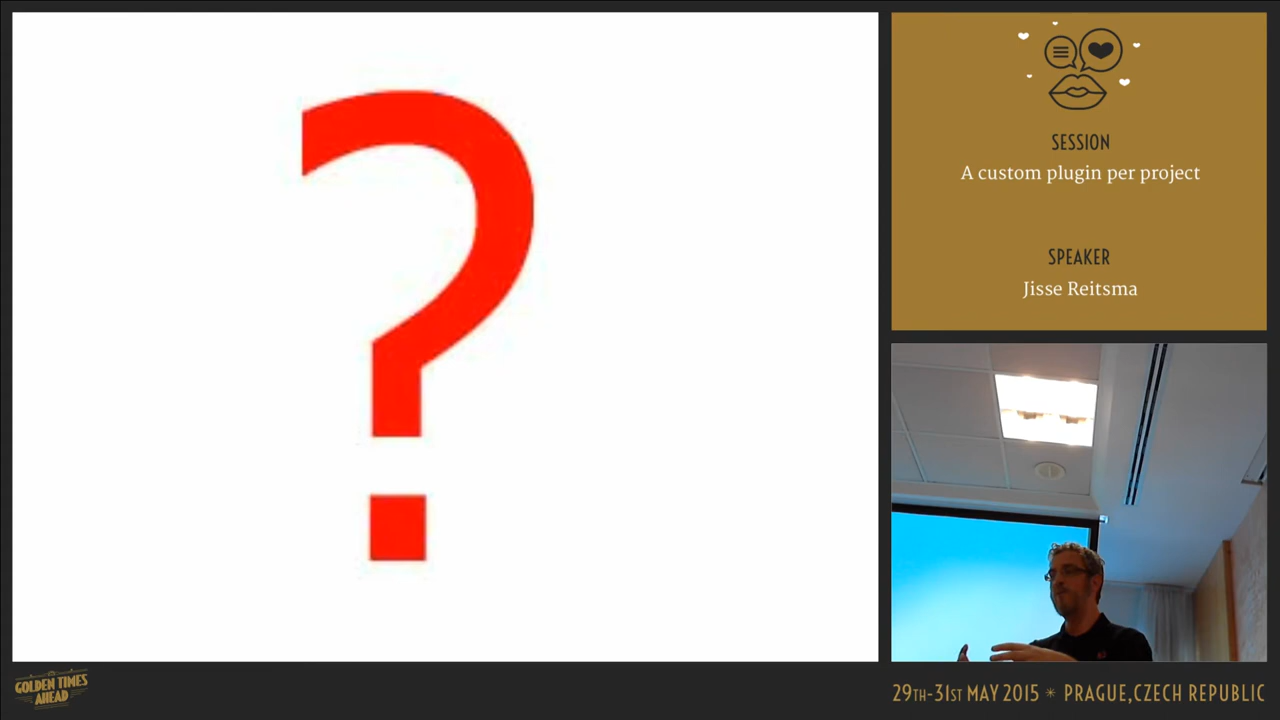 ?
SESSION
A custom plugin per project
SPEAKER
Jisse Reitsma
GOLDEN TIMES
AHEAD
29TH-31ST MAY 2015 * PRAGUE,CZECH REPUBLIC